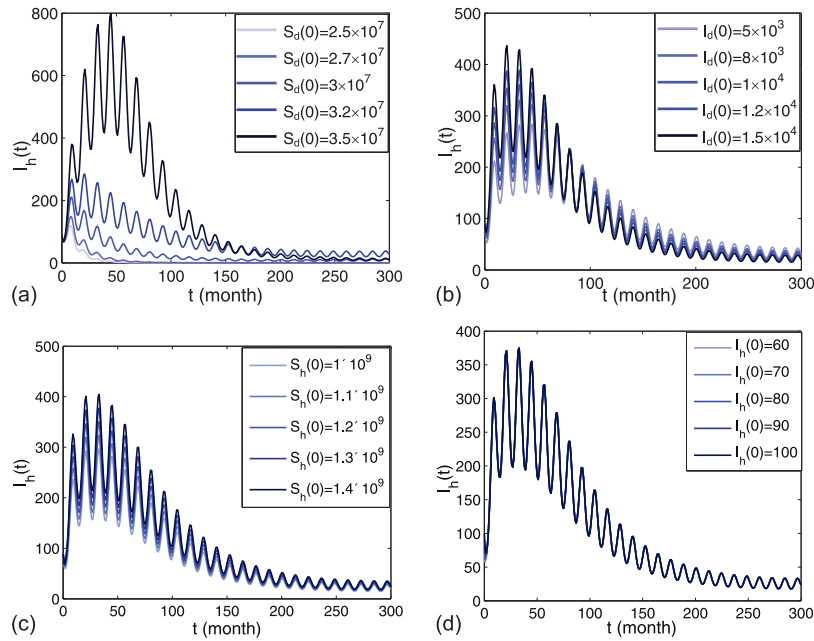 800
600
400
200
0
I_h(t)
0 50 100 150 200 250 300
t (month)
(a)
S_d(0)=2.5×10^7
S_d(0)=2.7×10^7
S_d(0)=3×10^7
S_d(0)=3.2×10^7
S_d(0)=3.5×10^7
500
400
300
200
100
0
I_h(t)
0 50 100 150 200 250 300
t (month)
(b)
I_d(0)=5×10^3
I_d(0)=8×10^3
I_d(0)=1×10^4
I_d(0)=1.2×10^4
I_d(0)=1.5×10^4
500
400
300
200
100
0
I_h(t)
0 50 100 150 200 250 300
t (month)
(c)
S_h(0)=1´ 10^9
S_h(0)=1.1´ 10^9
S_h(0)=1.2´ 10^9
S_h(0)=1.3´ 10^9
S_h(0)=1.4´ 10^9
400
350
300
250
200
150
100
50
0
I_h(t)
0 50 100 150 200 250 300
t (month)
(d)
I_h(0)=60
I_h(0)=70
I_h(0)=80
I_h(0)=90
I_h(0)=100